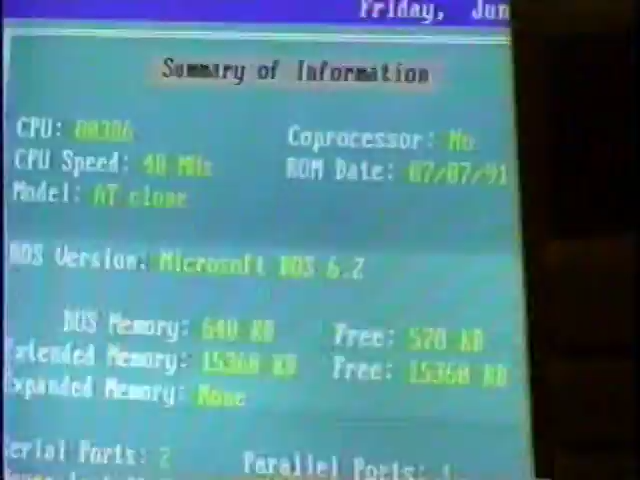 Friday, Jun
Summary of Information
CPU: 80386 Coprocessor: No
CPU Speed: 40 MHz ROM Date: 07/07/91
Model: AT clone
DOS Version: Microsoft DOS 6.2
DOS Memory: 640 KB Free: 570 KB
Extended Memory: 15360 KB Free: 15360 KB
Expanded Memory: None
Serial Ports: 2 Parallel Ports: 1